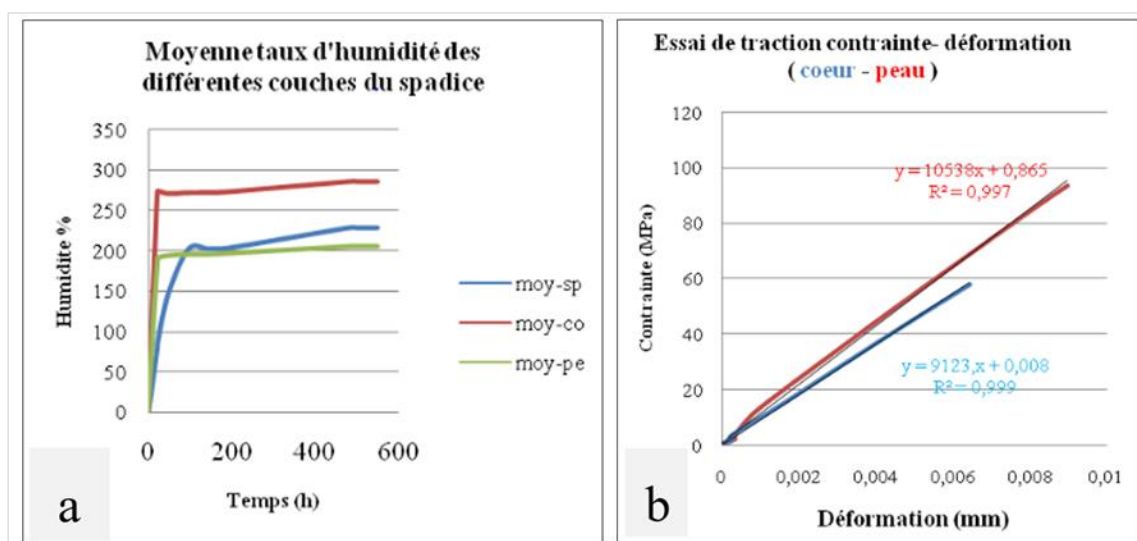 Moyenne taux d'humidité des
différentes couches du spadice
350
300
250
200
150
100
50
0
Humidite %
0 200 400 600
Temps (h)
moy-sp
moy-co
moy-pe
a
Essai de traction contrainte- déformation
( coeur - peau )
120
100
80
60
40
20
0
Contrainte (MPa)
y = 10538x + 0,865
R² = 0,997
y = 9123,x + 0,008
R² = 0,999
0 0,002 0,004 0,006 0,008 0,01
Déformation (mm)
b